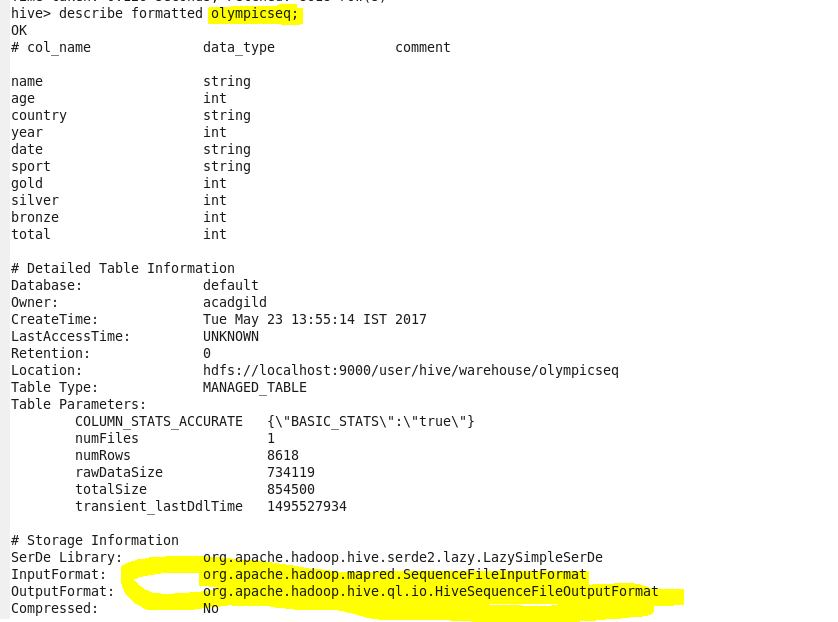 hive> describe formatted olympicseq;
OK
# col_name data_type comment
name string
age int
country string
year int
date string
sport string
gold int
silver int
bronze int
total int
# Detailed Table Information
Database: default
Owner: acadgild
CreateTime: Tue May 23 13:55:14 IST 2017
LastAccessTime: UNKNOWN
Retention: 0
Location: hdfs://localhost:9000/user/hive/warehouse/olympicseq
Table Type: MANAGED_TABLE
Table Parameters:
COLUMN_STATS_ACCURATE {\"BASIC_STATS\":\"true\"}
numFiles 1
numRows 8618
rawDataSize 734119
totalSize 854500
transient_lastDdlTime 1495527934
# Storage Information
SerDe Library: org.apache.hadoop.hive.serde2.lazy.LazySimpleSerDe
InputFormat: org.apache.hadoop.mapred.SequenceFileInputFormat
OutputFormat: org.apache.hadoop.hive.ql.io.HiveSequenceFileOutputFormat
Compressed: No